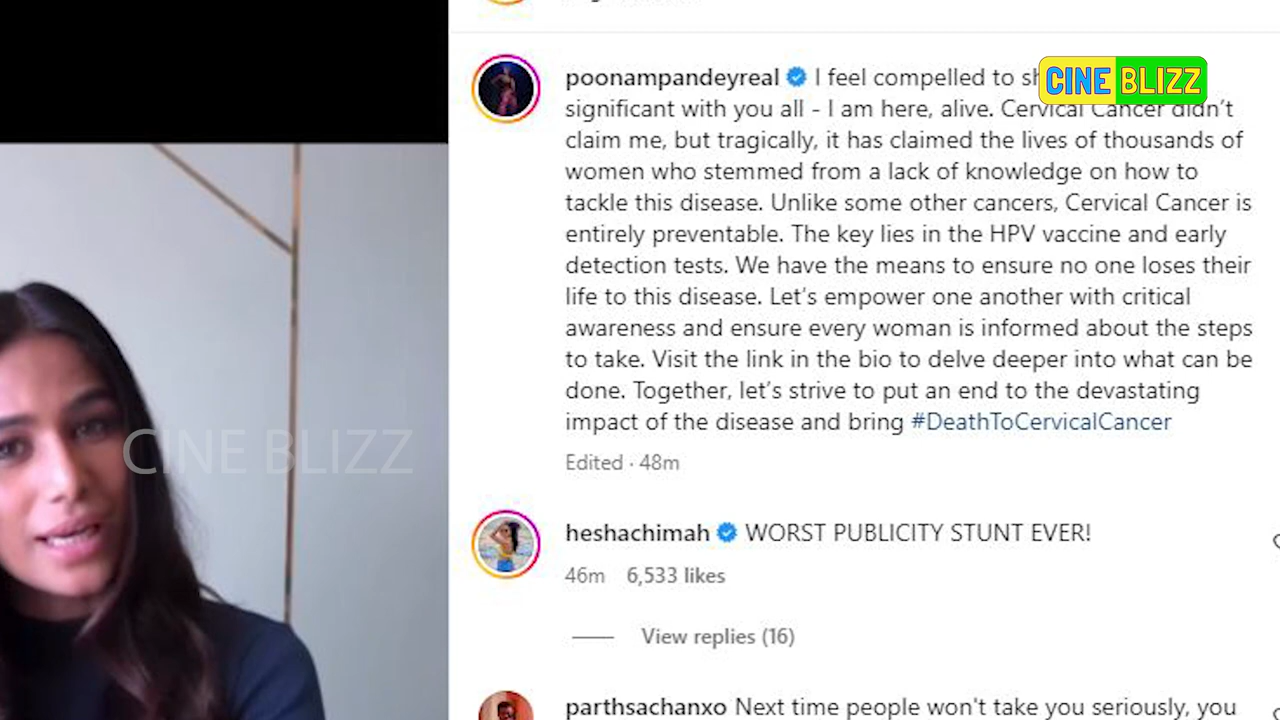 poonampandeyreal I feel compelled to
CINE BLIZZ
significant with you all - I am here, alive. Cervical Cancer didn't
claim me, but tragically, it has claimed the lives of thousands of
women who stemmed from a lack of knowledge on how to
tackle this disease. Unlike some other cancers, Cervical Cancer is
entirely preventable. The key lies in the HPV vaccine and early
detection tests. We have the means to ensure no one loses their
life to this disease. Let's empower one another with critical
awareness and ensure every woman is informed about the steps
to take. Visit the link in the bio to delve deeper into what can be
done. Together, let's strive to put an end to the devastating
impact of the disease and bring #DeathToCervicalCancer
CINE BLIZZ
Edited · 48m
heshachimah WORST PUBLICITY STUNT EVER!
46m 6,533 likes
View replies (16)
parthsachanxo Next time people won't take you seriously, you